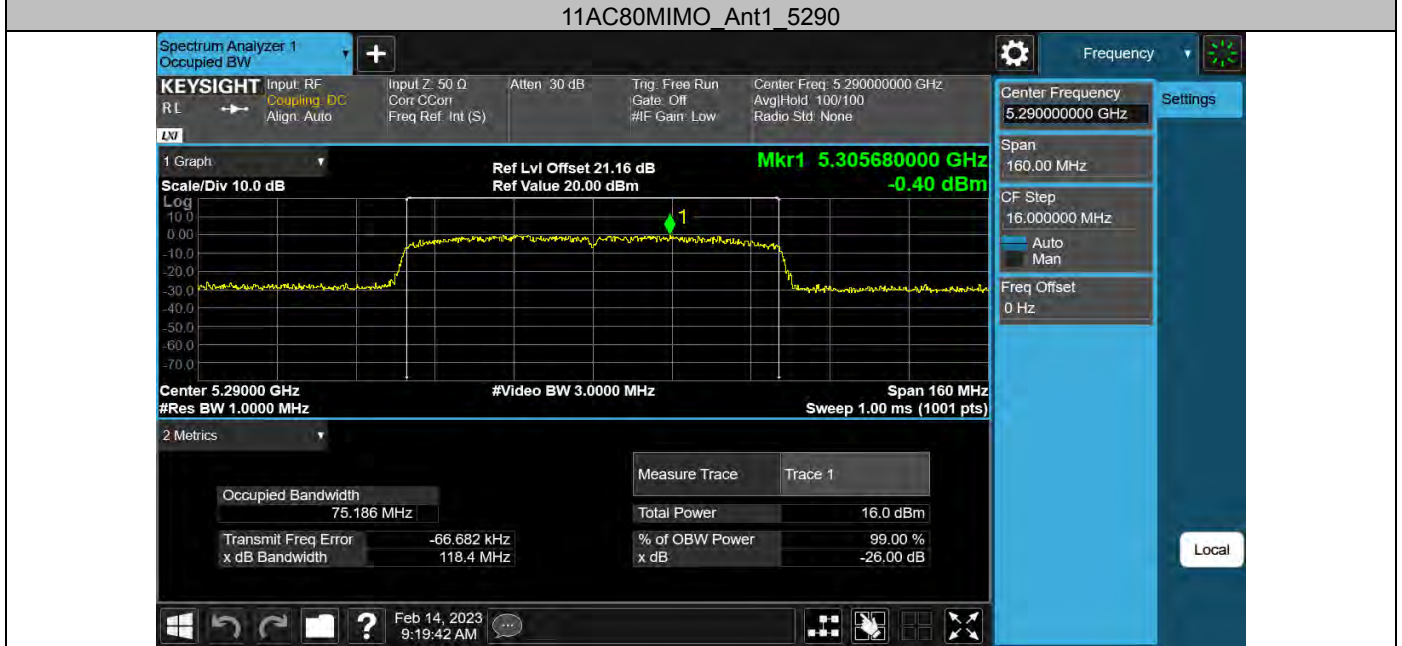 11AC80MIMO_Ant1_5290
Spectrum Analyzer 1
Occupied BW
Frequency
KEYSIGHT
R L
LXI
Input: RF
Coupling: DC
Align: Auto
Input Z: 50 Ω
Corr CCorr
Freq Ref: Int (S)
Atten: 30 dB
Trig: Free Run
Gate: Off
#IF Gain: Low
Center Freq: 5.290000000 GHz
Avg|Hold: 100/100
Radio Std: None
1 Graph
Scale/Div 10.0 dB
Ref Lvl Offset 21.16 dB
Ref Value 20.00 dBm
Mkr1 5.305680000 GHz
-0.40 dBm
Log
10.0
0.00
-10.0
-20.0
-30.0
-40.0
-50.0
-60.0
-70.0
1
Center 5.29000 GHz
#Res BW 1.0000 MHz
#Video BW 3.0000 MHz
Span 160 MHz
Sweep 1.00 ms (1001 pts)
2 Metrics
Measure Trace Trace 1
Occupied Bandwidth
75.186 MHz
Total Power 16.0 dBm
Transmit Freq Error -66.682 kHz
% of OBW Power 99.00 %
x dB Bandwidth 118.4 MHz
x dB -26.00 dB
Center Frequency
5.290000000 GHz
Settings
Span
160.00 MHz
CF Step
16.000000 MHz
Auto
Man
Freq Offset
0 Hz
Local
?
Feb 14, 2023
9:19:42 AM